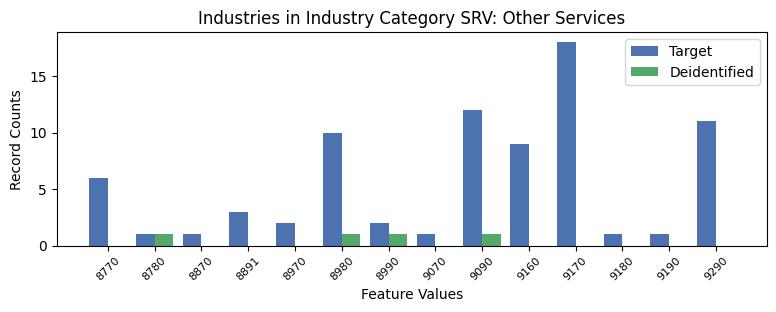 Industries in Industry Category SRV: Other Services
Target
Deidentified
Record Counts
15
10
5
0
8770 8780 8870 8891 8970 8980 8990 9070 9090 9160 9170 9180 9190 9290
Feature Values